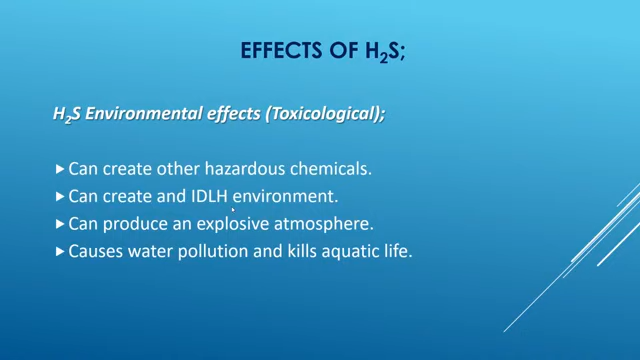 EFFECTS OF H₂S;
H₂S Environmental effects (Toxicological);
Can create other hazardous chemicals.
Can create and IDLH environment.
Can produce an explosive atmosphere.
Causes water pollution and kills aquatic life.